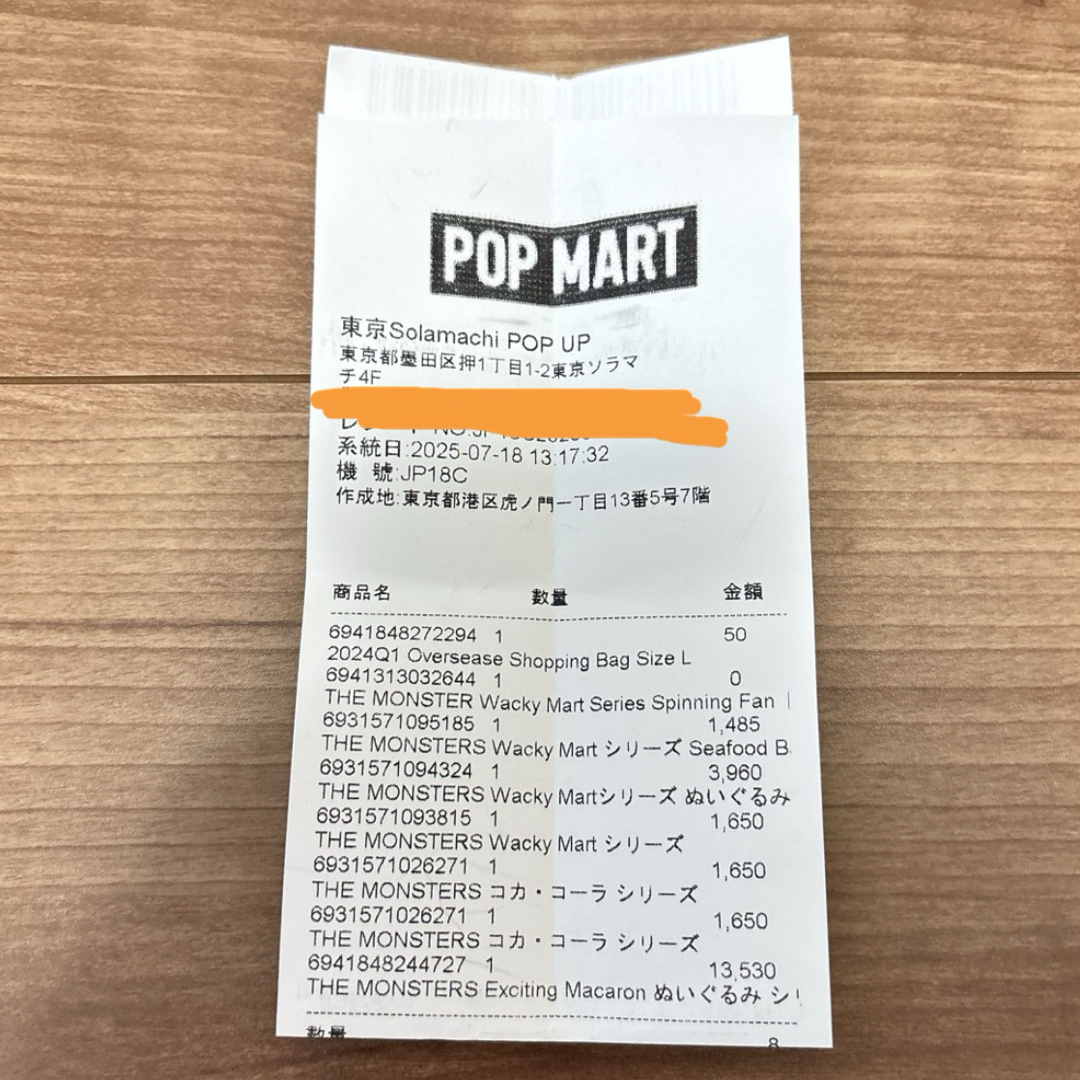 POP MART
東京Solamachi POP UP
東京都墨田区押1丁目1-2東京ソラマ
チ4F
系統日:2025-07-18 13:17:32
機 號:JP18C
作成地:東京都港区虎ノ門一丁目13番5号7階
商品名 數量 金額
6941848272294 1 50
2024Q1 Oversease Shopping Bag Size L
6941313032644 1 0
THE MONSTER Wacky Mart Series Spinning Fan
6931571095185 1 1,485
THE MONSTERS Wacky Mart シリーズ Seafood B
6931571094324 1 3,960
THE MONSTERS Wacky Martシリーズ ぬいぐるみ
6931571093815 1 1,650
THE MONSTERS Wacky Mart シリーズ
6931571026271 1 1,650
THE MONSTERS コカ・コーラ シリーズ
6931571026271 1 1,650
THE MONSTERS コカ・コーラ シリーズ
6941848244727 1 13,530
THE MONSTERS Exciting Macaron ぬいぐるみ シリ
数量 8